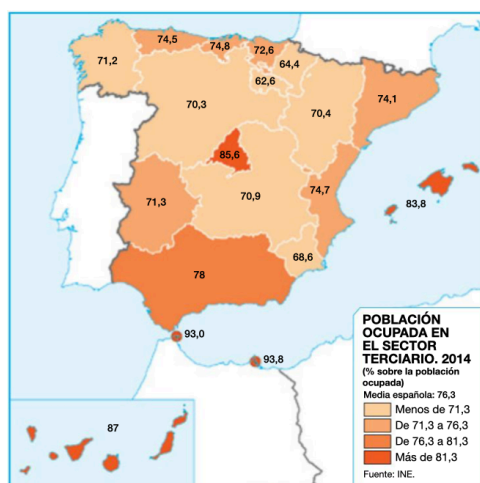 74,5
74,8
72,6
71,2
64,4
62,6
70,3
70,4
74,1
85,6
83,8
71,3
70,9
74,7
68,6
78
93,0
93,8
87
POBLACIÓN
OCUPADA EN
EL SECTOR
TERCIARIO. 2014
(% sobre la población
ocupada)
Media española: 76,3
Menos de 71,3
De 71,3 a 76,3
De 76,3 a 81,3
Más de 81,3
Fuente: INE.